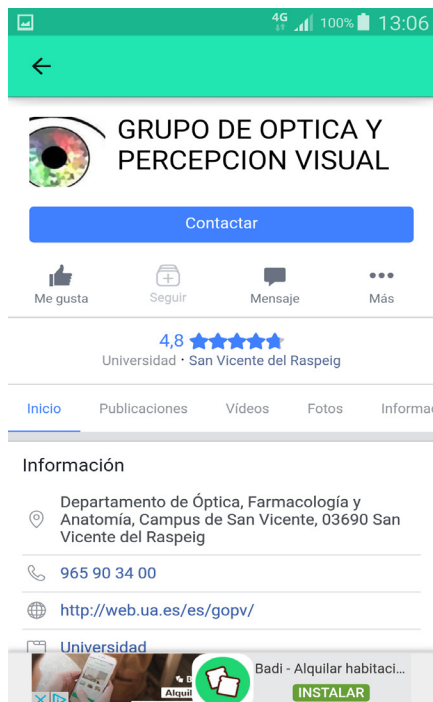 4G 100% 13:06
GRUPO DE OPTICA Y
PERCEPCION VISUAL
Contactar
Me gusta Seguir Mensaje Más
4,8
Universidad · San Vicente del Raspeig
Inicio Publicaciones Vídeos Fotos Informa
Información
Departamento de Óptica, Farmacología y
Anatomía, Campus de San Vicente, 03690 San
Vicente del Raspeig
965 90 34 00
http://web.ua.es/es/gopv/
Universidad
Badi - Alquilar habitaci...
Alquil
INSTALAR